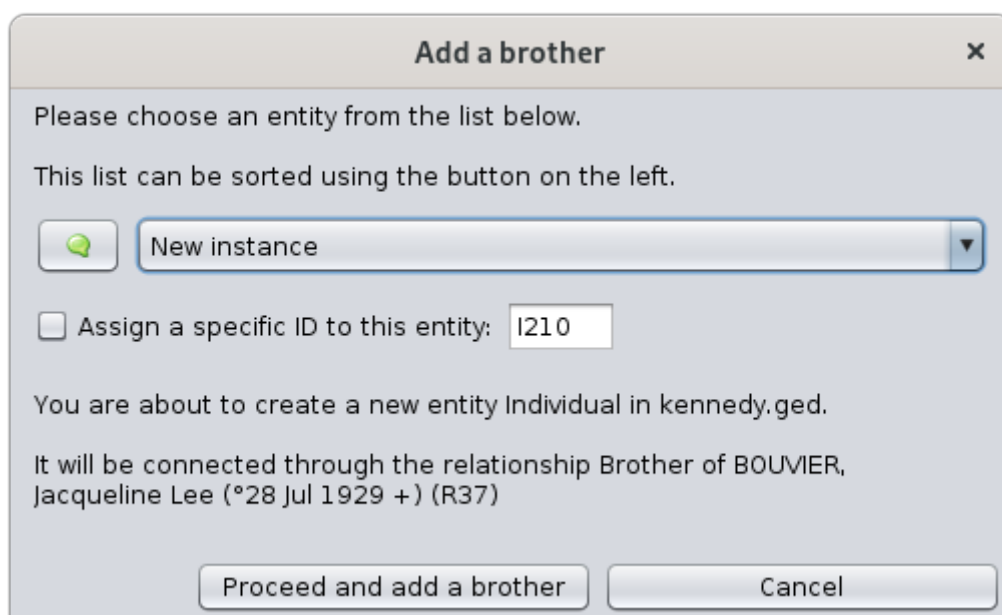 Add a brother
Please choose an entity from the list below.
This list can be sorted using the button on the left.
New instance
Assign a specific ID to this entity: I210
You are about to create a new entity Individual in kennedy.ged.
It will be connected through the relationship Brother of BOUVIER,
Jacqueline Lee (°28 Jul 1929 +) (R37)
Proceed and add a brother Cancel